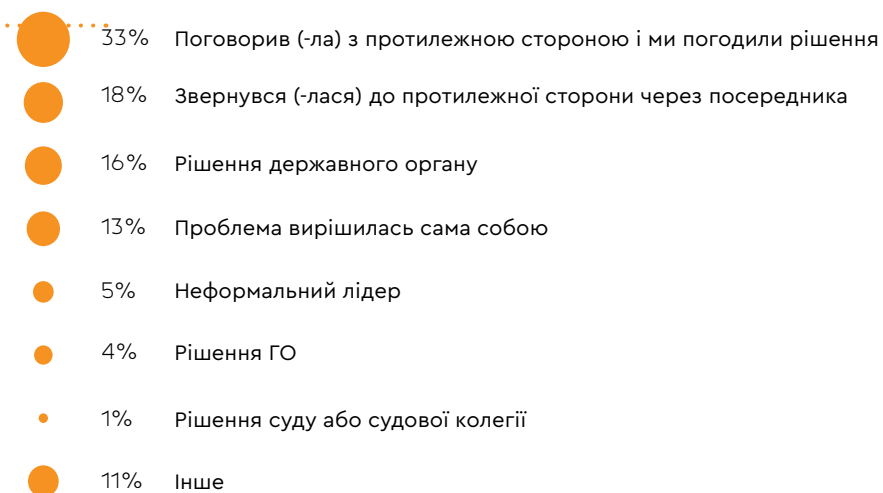 33% Поговорив (-ла) з протилежною стороною і ми погодили рішення
18% Звернувся (-лася) до протилежної сторони через посередника
16% Рішення державного органу
13% Проблема вирішилась сама собою
5% Неформальний лідер
4% Рішення ГО
1% Рішення суду або судової колегії
11% Інше